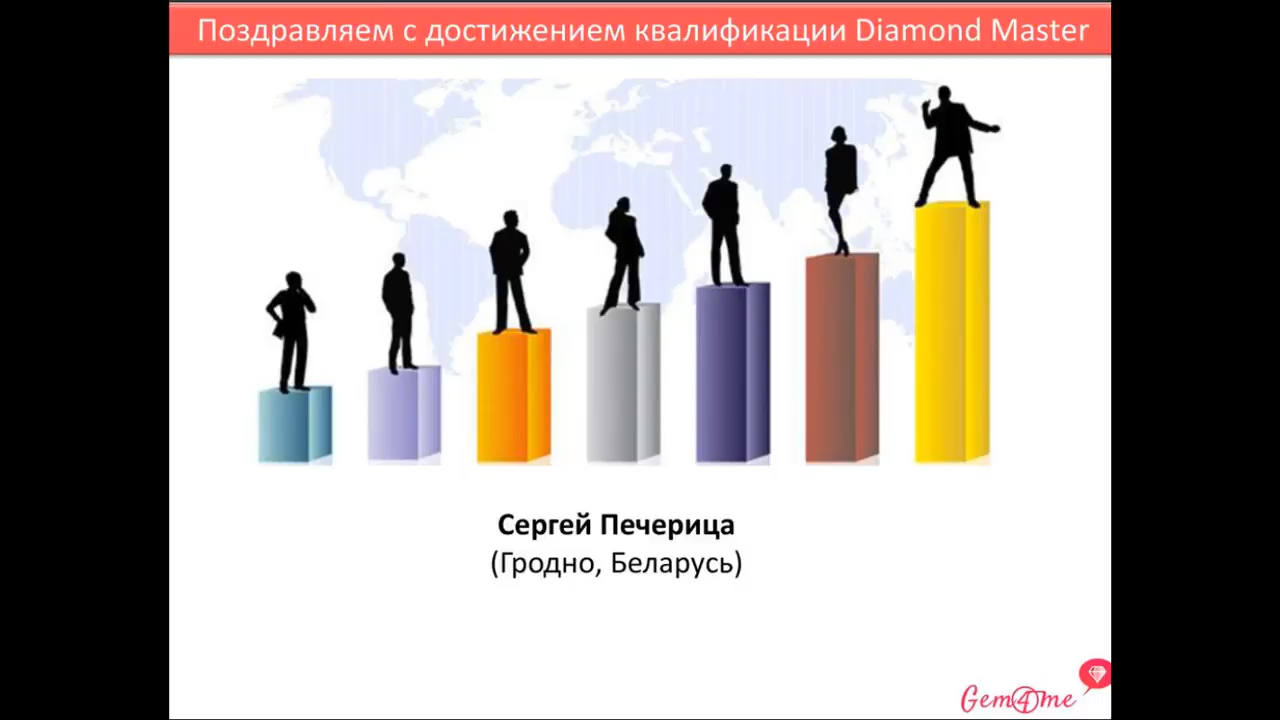 Поздравляем с достижением квалификации Diamond Master
Сергей Печерица
(Гродно, Беларусь)
Gem4me